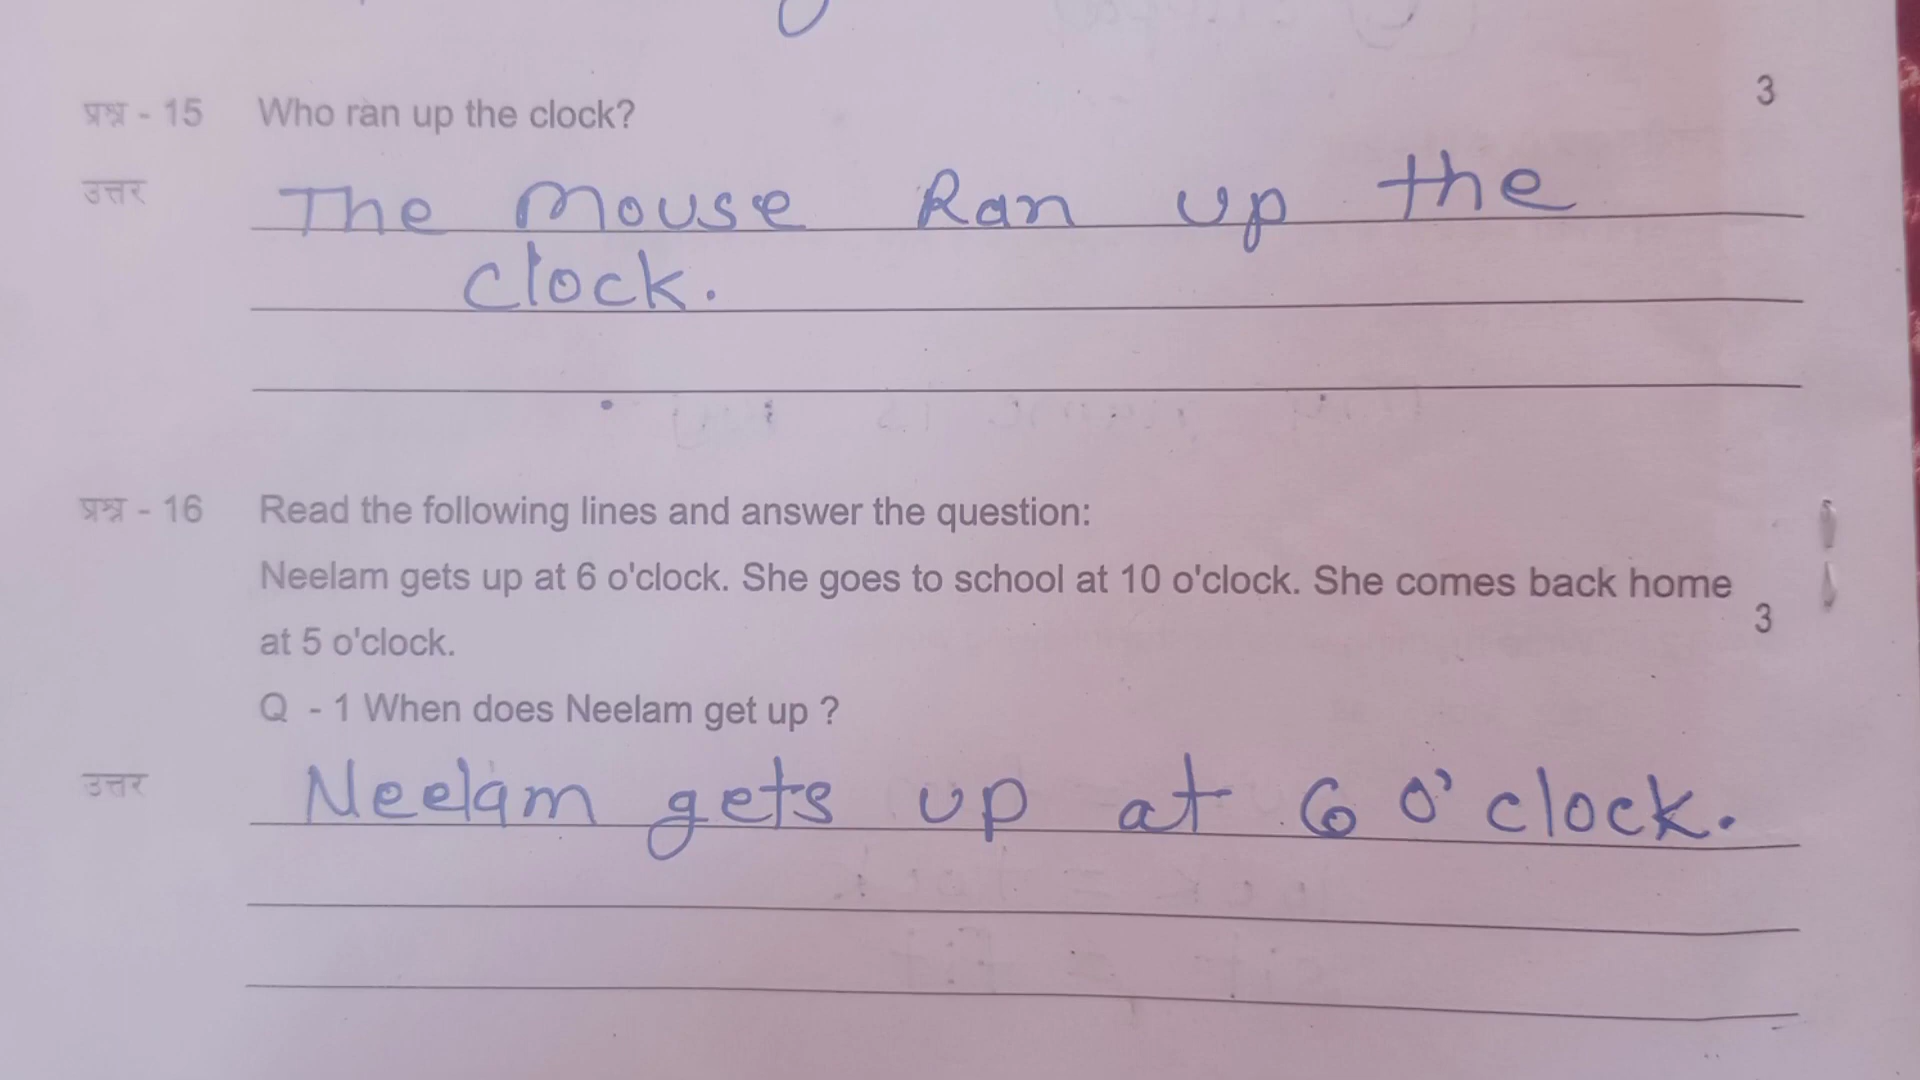 3
प्रश्न - 15 Who ran up the clock?
उत्तर The Mouse Ran up the
clock.
प्रश्न - 16 Read the following lines and answer the question:
Neelam gets up at 6 o'clock. She goes to school at 10 o'clock. She comes back home
3
at 5 o'clock.
Q - 1 When does Neelam get up ?
उत्तर Neelam gets up at 6 o'clock.